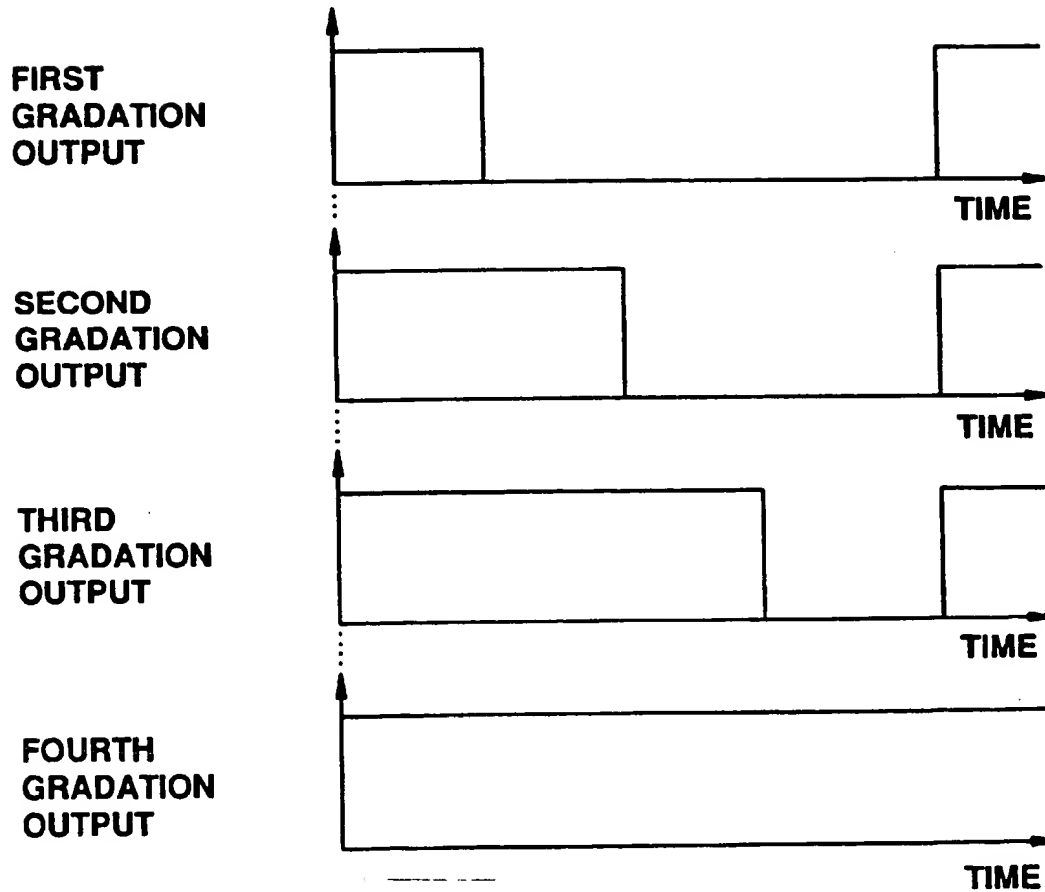 FIRST
GRADATION
OUTPUT
TIME
SECOND
GRADATION
OUTPUT
TIME
THIRD
GRADATION
OUTPUT
TIME
FOURTH
GRADATION
OUTPUT
TIME